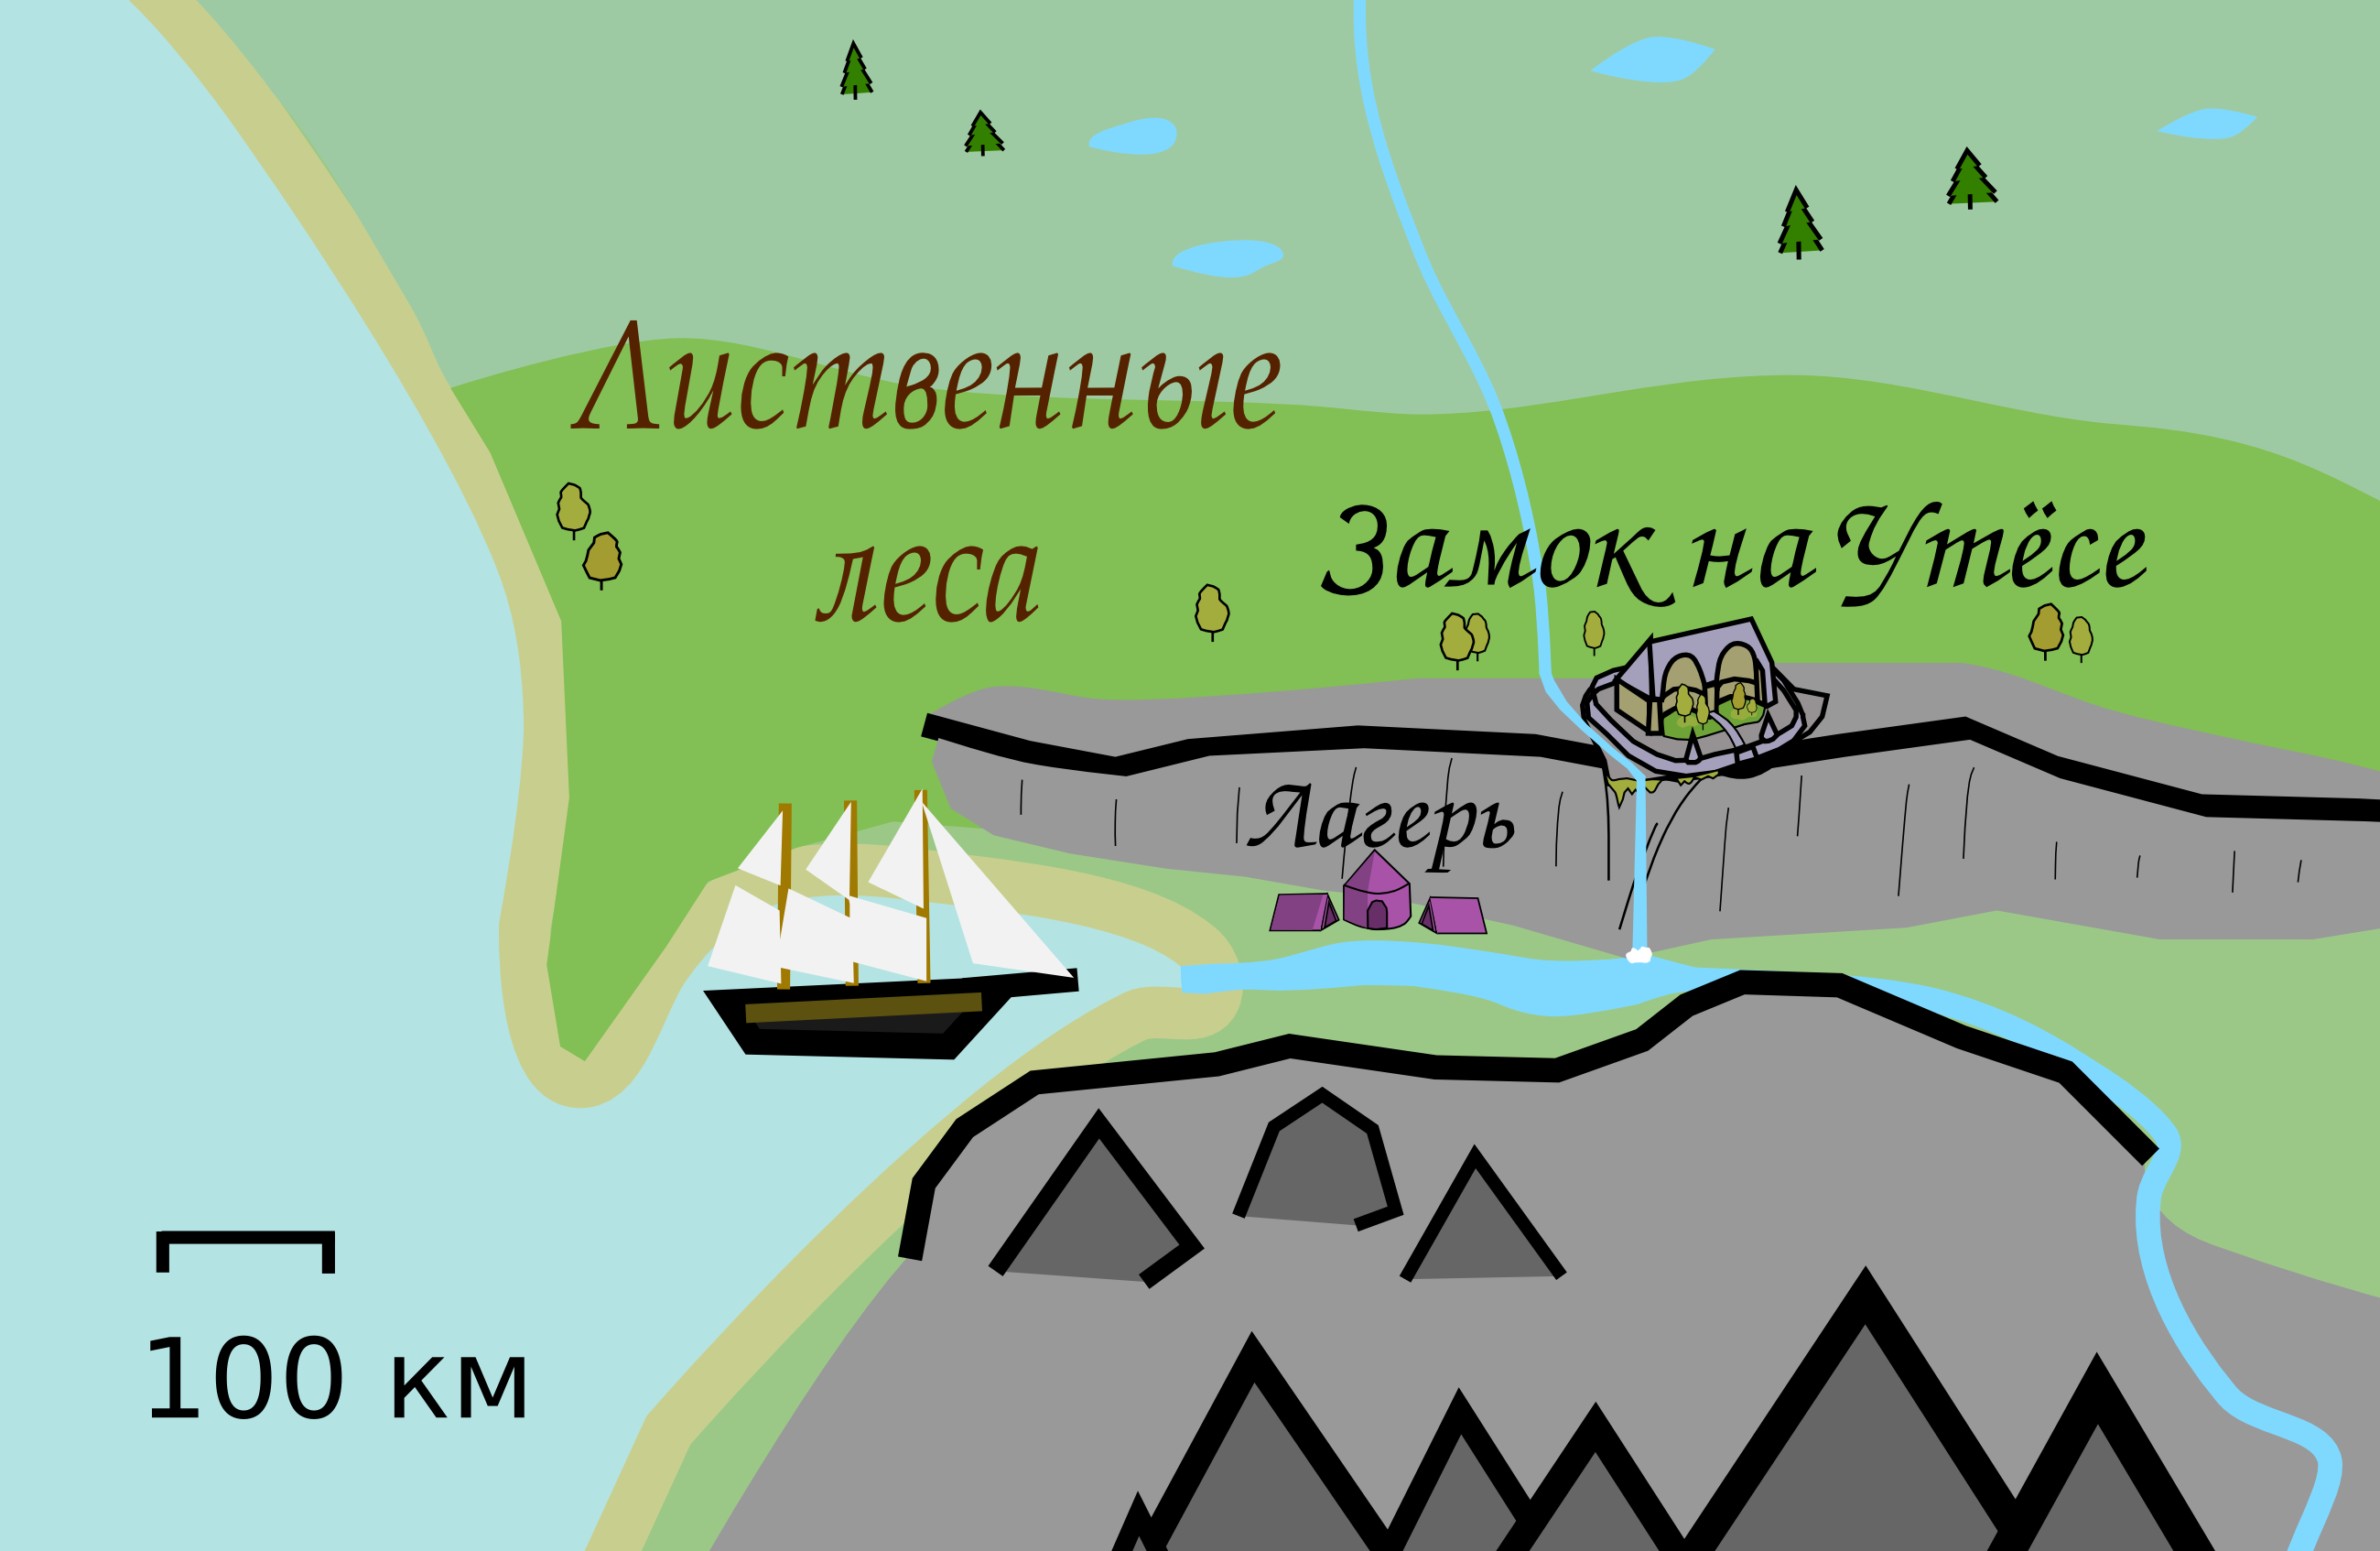 Лиственные
леса
Замок на Утёсе
Лагерь
100 км